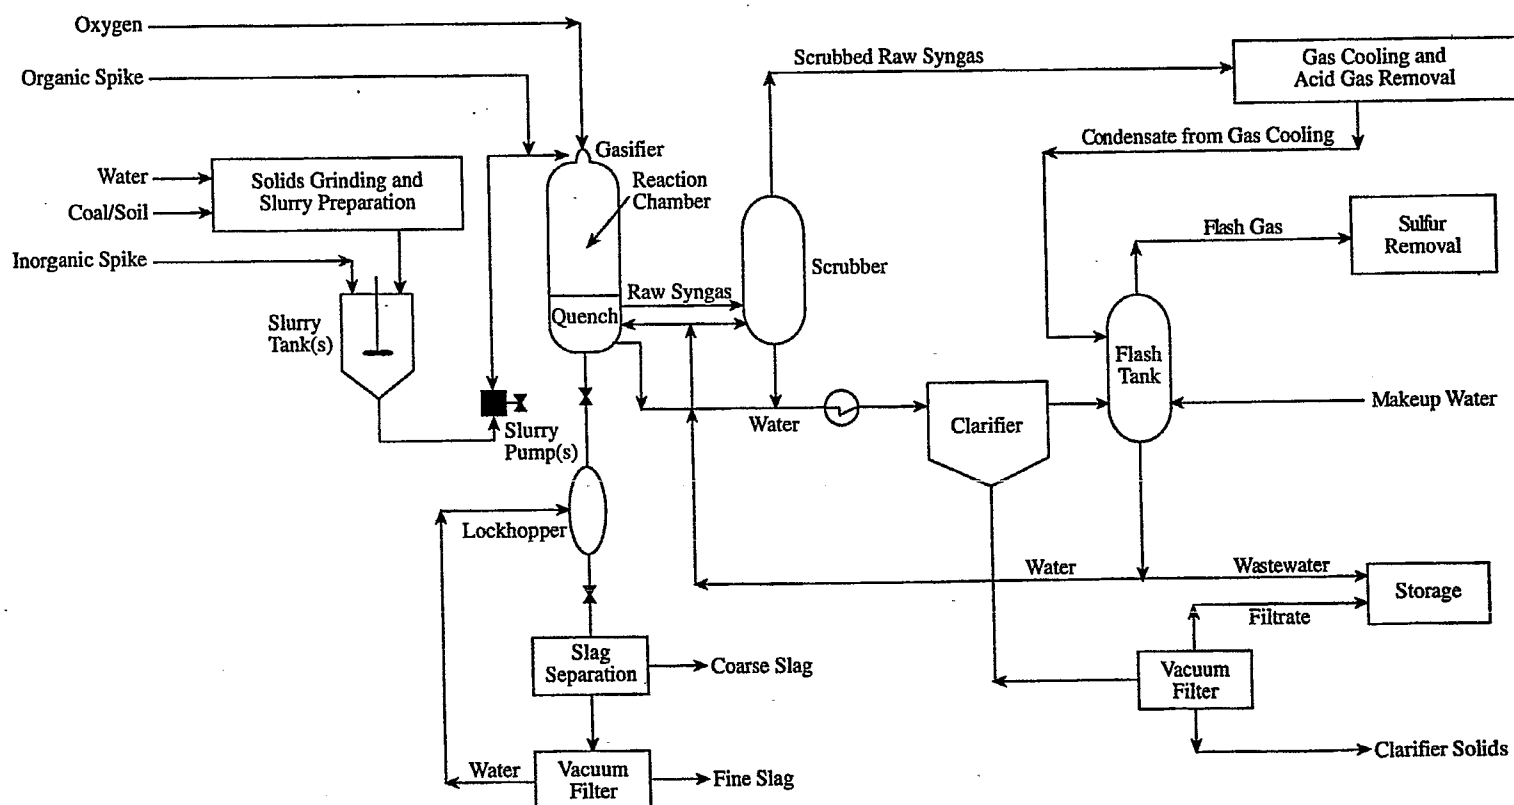 Oxygen
Organic Spike
Water
Coal/Soil
Inorganic Spike
Solids Grinding and
Slurry Preparation
Slurry
Tank(s)
Slurry
Pump(s)
Gasifier
Reaction
Chamber
Quench
Raw Syngas
Scrubber
Scrubbed Raw Syngas
Gas Cooling and
Acid Gas Removal
Condensate from Gas Cooling
Flash Gas
Sulfur
Removal
Flash
Tank
Makeup Water
Water
Clarifier
Lockhopper
Water
Wastewater
Storage
Filtrate
Slag
Separation
Coarse Slag
Vacuum
Filter
Clarifier Solids
Water
Vacuum
Filter
Fine Slag